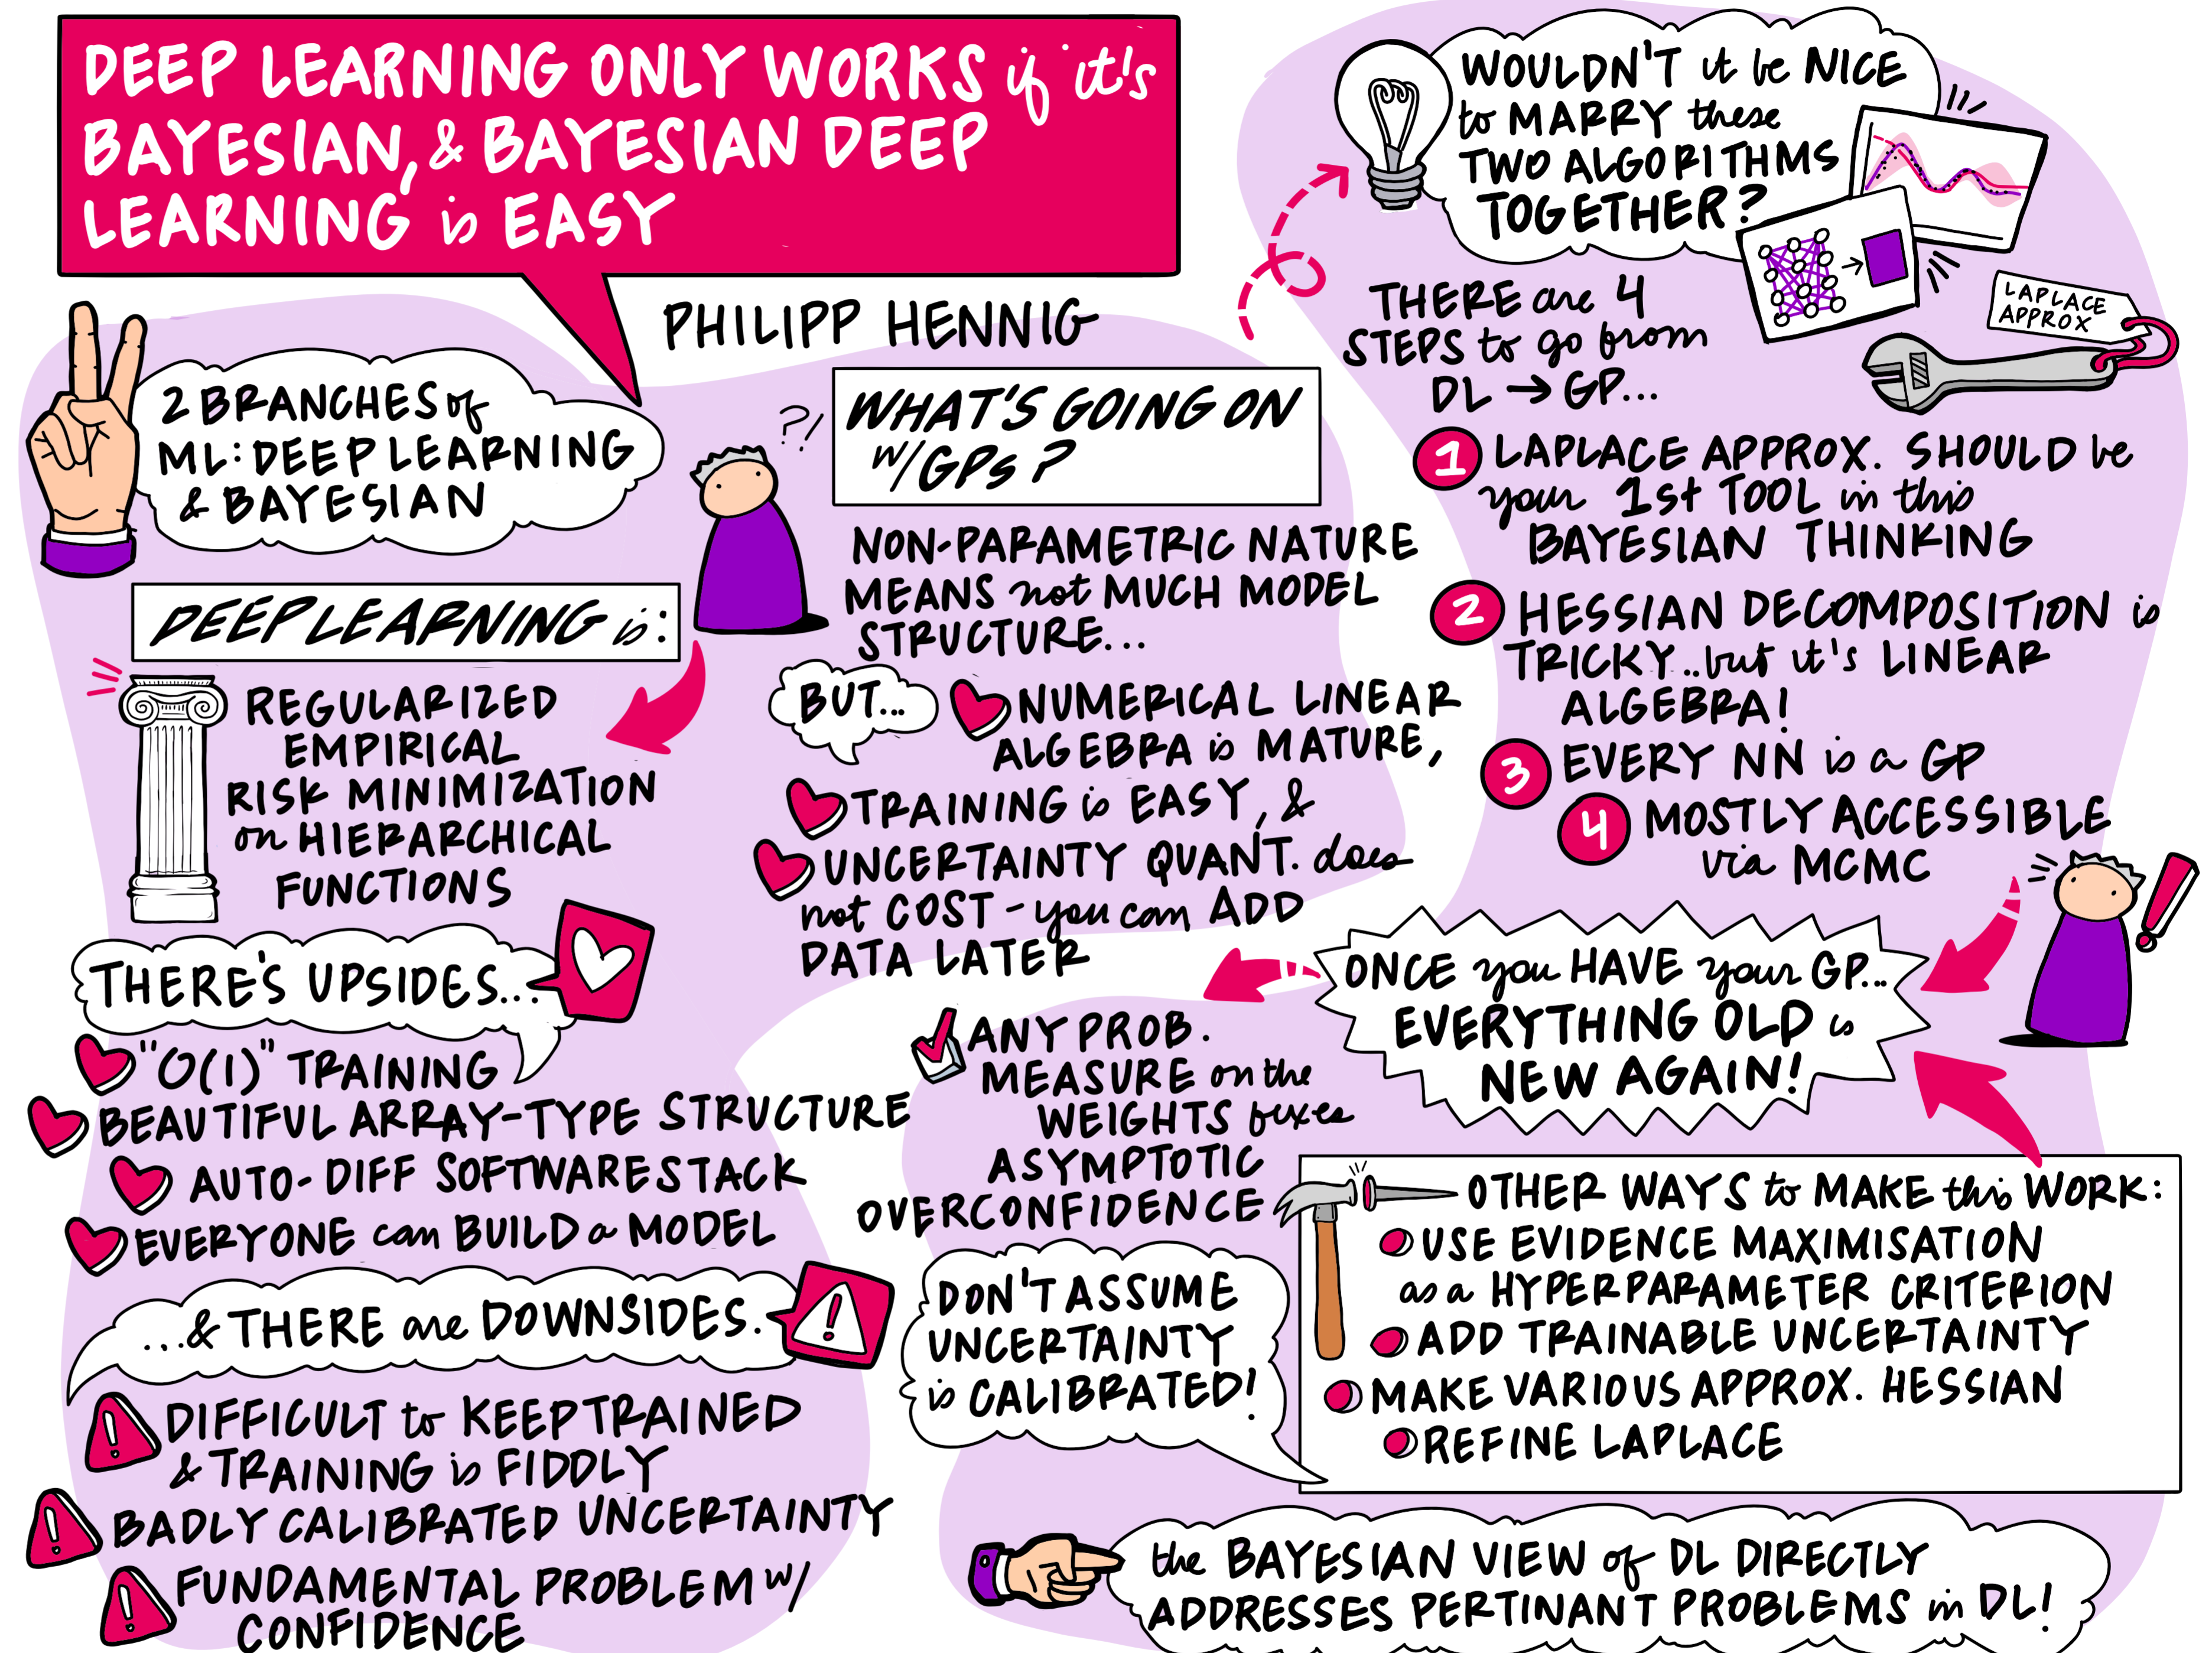 DEEP LEARNING ONLY WORKS if it's
BAYESIAN, & BAYESIAN DEEP
LEARNING is EASY
PHILIPP HENNIG
2 BRANCHES of
ML: DEEP LEARNING
& BAYESIAN
DEEP LEARNING is:
REGULARIZED
EMPIRICAL
RISK MINIMIZATION
on HIERARCHICAL
FUNCTIONS
THERE'S UPSIDES...
"O(1)" TRAINING
BEAUTIFUL ARRAY-TYPE STRUCTURE
AUTO-DIFF SOFTWARE STACK
EVERYONE can BUILD a MODEL
...& THERE are DOWNSIDES.
DIFFICULT to KEEP TRAINED
& TRAINING is FIDDLY
BADLY CALIBRATED UNCERTAINTY
FUNDAMENTAL PROBLEM w/
CONFIDENCE
?!
WHAT'S GOING ON
w/ GPs?
NON-PARAMETRIC NATURE
MEANS not MUCH MODEL
STRUCTURE...
BUT...
NUMERICAL LINEAR
ALGEBRA is MATURE,
TRAINING is EASY, &
UNCERTAINTY QUANT. does
not COST - you can ADD
DATA LATER
WOULDN'T it be NICE
to MARRY these
TWO ALGORITHMS
TOGETHER?
LAPLACE
APPROX
THERE are 4
STEPS to go from
DL → GP...
1 LAPLACE APPROX. SHOULD be
your 1st TOOL in this
BAYESIAN THINKING
2 HESSIAN DECOMPOSITION is
TRICKY..but it's LINEAR
ALGEBRA!
3 EVERY NN is a GP
4 MOSTLY ACCESSIBLE
via MCMC
ONCE you HAVE your GP...
EVERYTHING OLD is
NEW AGAIN!
ANY PROB.
MEASURE on the
WEIGHTS fixes
ASYMPTOTIC
OVERCONFIDENCE
DON'T ASSUME
UNCERTAINTY
is CALIBRATED!
OTHER WAYS to MAKE this WORK:
USE EVIDENCE MAXIMISATION
as a HYPERPARAMETER CRITERION
ADD TRAINABLE UNCERTAINTY
MAKE VARIOUS APPROX. HESSIAN
REFINE LAPLACE
the BAYESIAN VIEW of DL DIRECTLY
ADDRESSES PERTINANT PROBLEMS in DL!